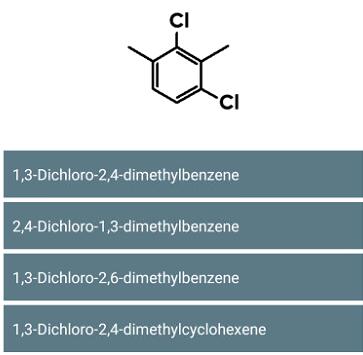 Cl
Cl
1,3-Dichloro-2,4-dimethylbenzene
2,4-Dichloro-1,3-dimethylbenzene
1,3-Dichloro-2,6-dimethylbenzene
1,3-Dichloro-2,4-dimethylcyclohexene